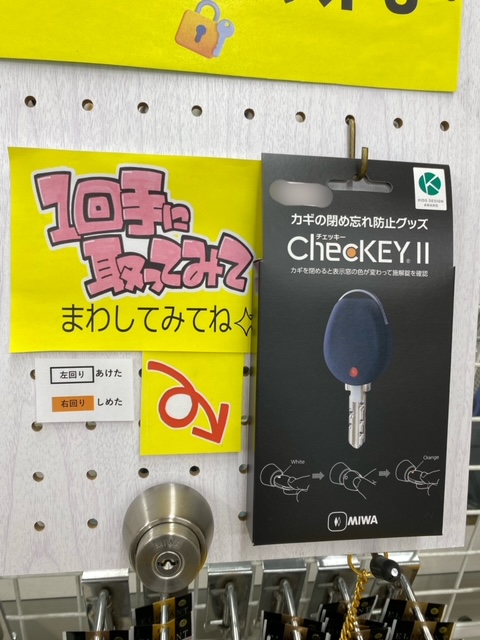 1回手に
取ってみて
まわしてみてね
左回り あけた
右回り しめた
KIDS DESIGN
AWARD
カギの閉め忘れ防止グッズ
チェッキー
ChecKEY II
カギを閉めると表示窓の色が変わって施解錠を確認
White
Orange
MIWA